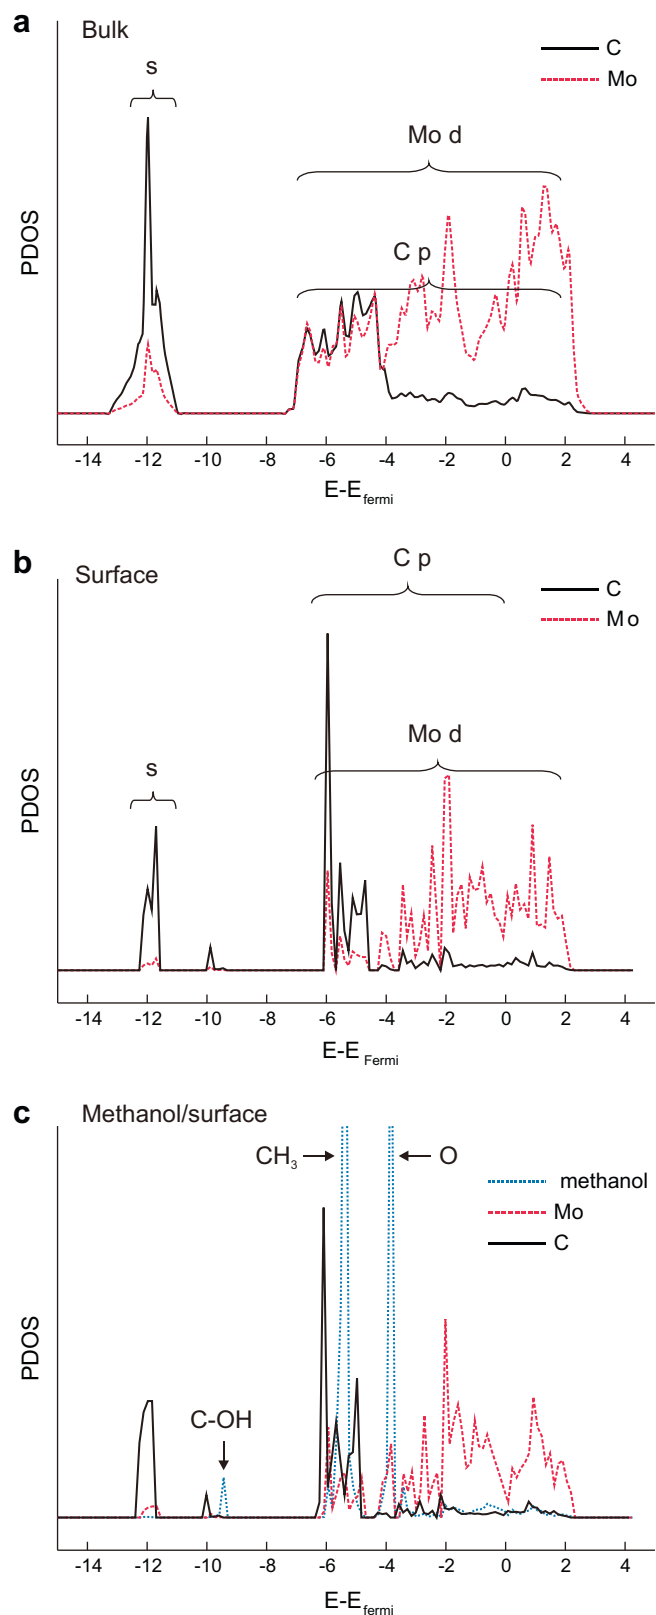 a Bulk
C
Mo
s
Mo d
C p
PDOS
-14 -12 -10 -8 -6 -4 -2 0 2 4
E-Efermi
b Surface
C p
C
Mo
Mo d
s
PDOS
-14 -12 -10 -8 -6 -4 -2 0 2 4
E-E Fermi
c Methanol/surface
CH3 O
methanol
Mo
C
C-OH
PDOS
-14 -12 -10 -8 -6 -4 -2 0 2 4
E-Efermi